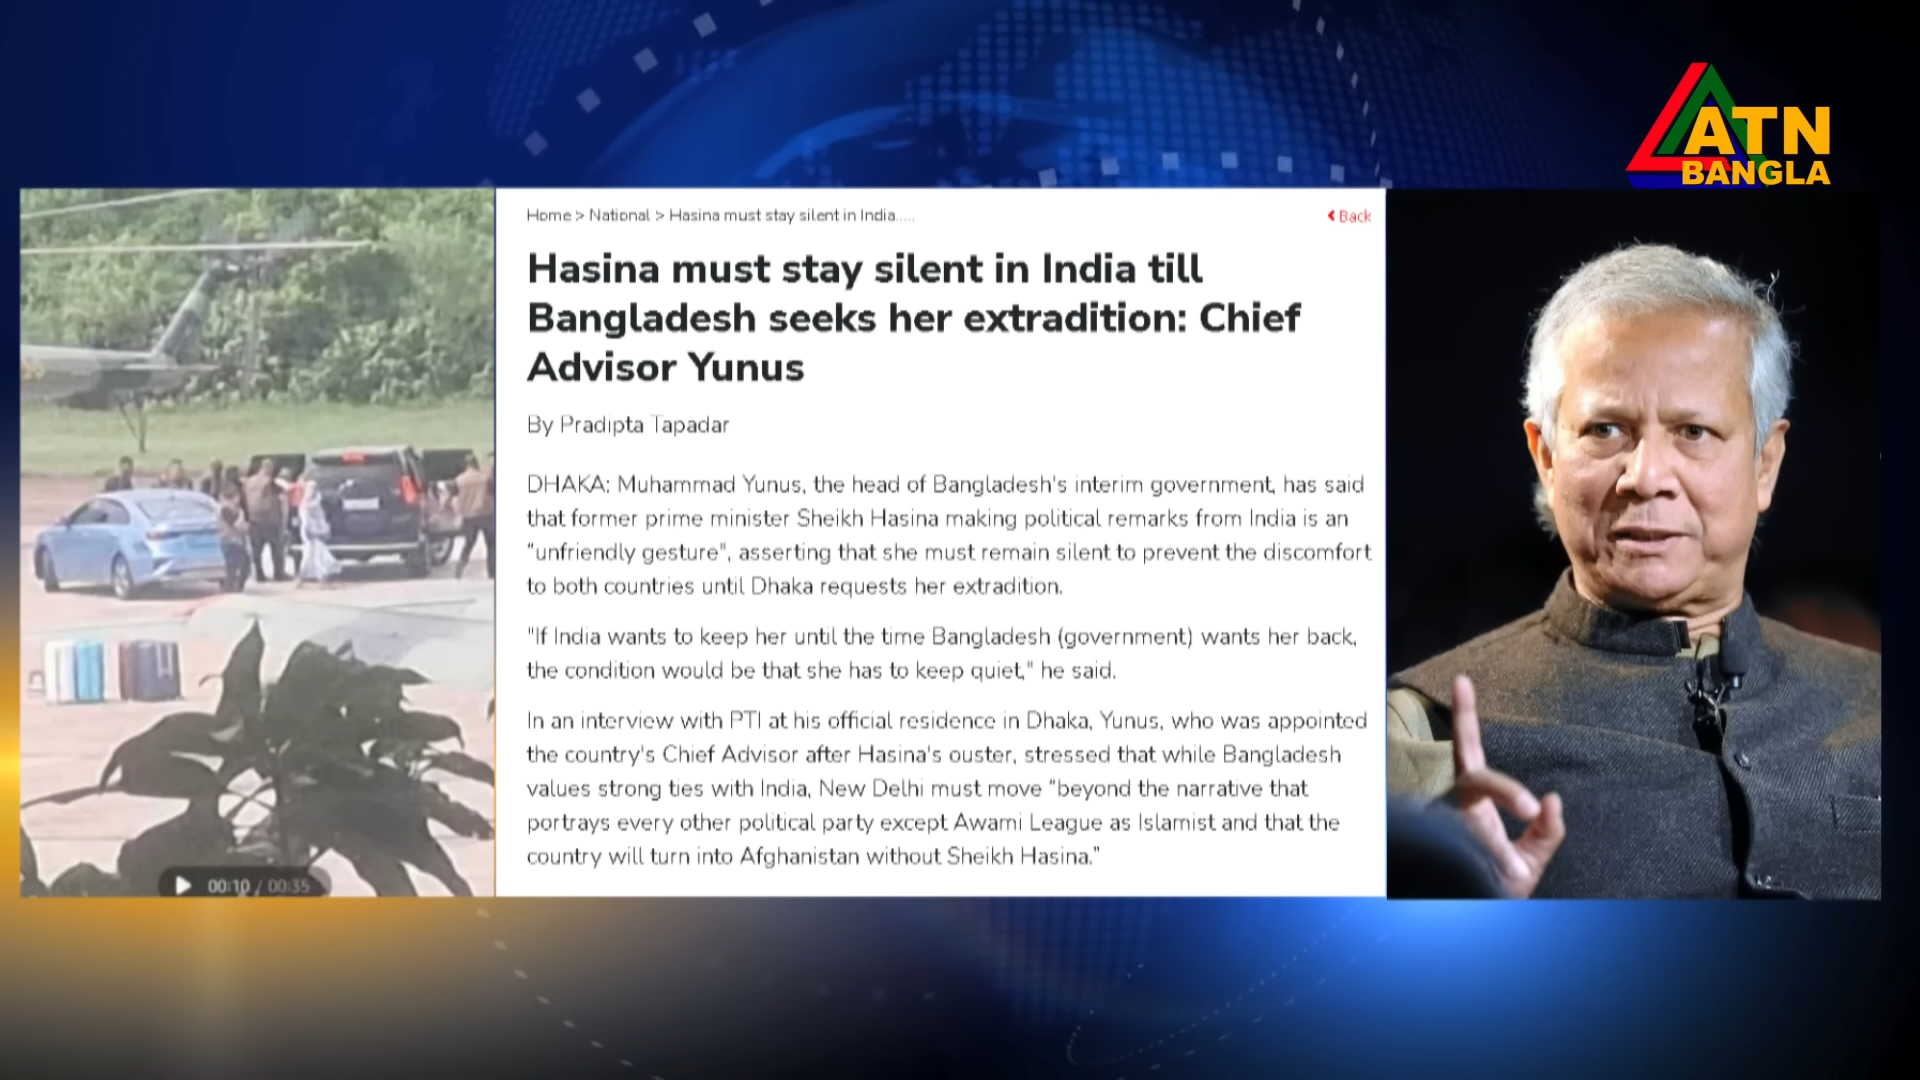 ATN
BANGLA
Home > National > Hasina must stay silent in India.....
Back
Hasina must stay silent in India till
Bangladesh seeks her extradition: Chief
Advisor Yunus
By Pradipta Tapadar
DHAKA: Muhammad Yunus, the head of Bangladesh's interim government, has said
that former prime minister Sheikh Hasina making political remarks from India is an
"unfriendly gesture", asserting that she must remain silent to prevent the discomfort
to both countries until Dhaka requests her extradition.
"If India wants to keep her until the time Bangladesh (government) wants her back,
the condition would be that she has to keep quiet," he said.
In an interview with PTI at his official residence in Dhaka, Yunus, who was appointed
the country's Chief Advisor after Hasina's ouster, stressed that while Bangladesh
values strong ties with India, New Delhi must move "beyond the narrative that
portrays every other political party except Awami League as Islamist and that the
country will turn into Afghanistan without Sheikh Hasina."
00:10 / 00:35